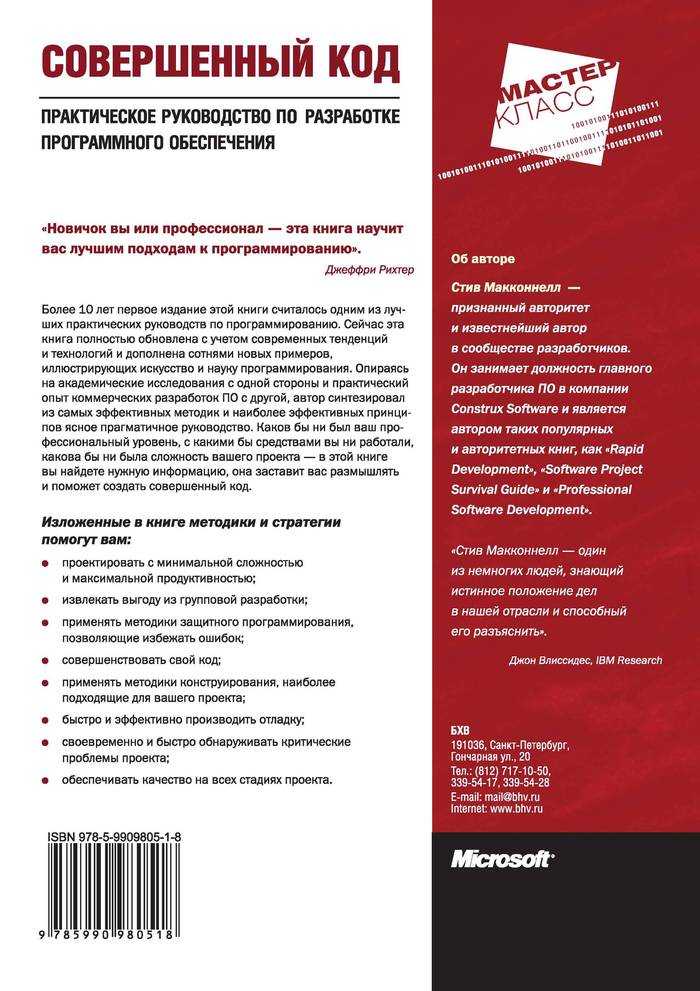 СОВЕРШЕННЫЙ КОД
ПРАКТИЧЕСКОЕ РУКОВОДСТВО ПО РАЗРАБОТКЕ
ПРОГРАММНОГО ОБЕСПЕЧЕНИЯ
«Новичок вы или профессионал — эта книга научит
вас лучшим подходам к программированию».
Джеффри Рихтер
Более 10 лет первое издание этой книги считалось одним из луч-
ших практических руководств по программированию. Сейчас эта
книга полностью обновлена с учетом современных тенденций
и технологий и дополнена сотнями новых примеров,
иллюстрирующих искусство и науку программирования. Опираясь
на академические исследования с одной стороны и практический
опыт коммерческих разработок ПО с другой, автор синтезировал
из самых эффективных методик и наиболее эффективных принци-
пов ясное прагматичное руководство. Каков бы ни был ваш про-
фессиональный уровень, с какими бы средствами вы ни работали,
какова бы ни была сложность вашего проекта — в этой книге
вы найдете нужную информацию, она заставит вас размышлять
и поможет создать совершенный код.
Изложенные в книге методики и стратегии
помогут вам:
• проектировать с минимальной сложностью
и максимальной продуктивностью;
• извлекать выгоду из групповой разработки;
• применять методики защитного программирования,
позволяющие избежать ошибок;
• совершенствовать свой код;
• применять методики конструирования, наиболее
подходящие для вашего проекта;
• быстро и эффективно производить отладку;
• своевременно и быстро обнаруживать критические
проблемы проекта;
• обеспечивать качество на всех стадиях проекта.
ISBN 978-5-9909805-1-8
9 785990 980518
МАСТЕР
КЛАСС
Об авторе
Стив Макконнелл —
признанный авторитет
и известнейший автор
в сообществе разработчиков.
Он занимает должность главного
разработчика ПО в компании
Construx Software и является
автором таких популярных
и авторитетных книг, как «Rapid
Development», «Software Project
Survival Guide» и «Professional
Software Development».
«Стив Макконнелл — один
из немногих людей, знающий
истинное положение дел
в нашей отрасли и способный
его разъяснить».
Джон Влиссидес, IBM Research
БХВ
191036, Санкт-Петербург,
Гончарная ул., 20
Тел.: (812) 717-10-50,
339-54-17, 339-54-28
E-mail: mail@bhv.ru
Internet: www.bhv.ru
Microsoft